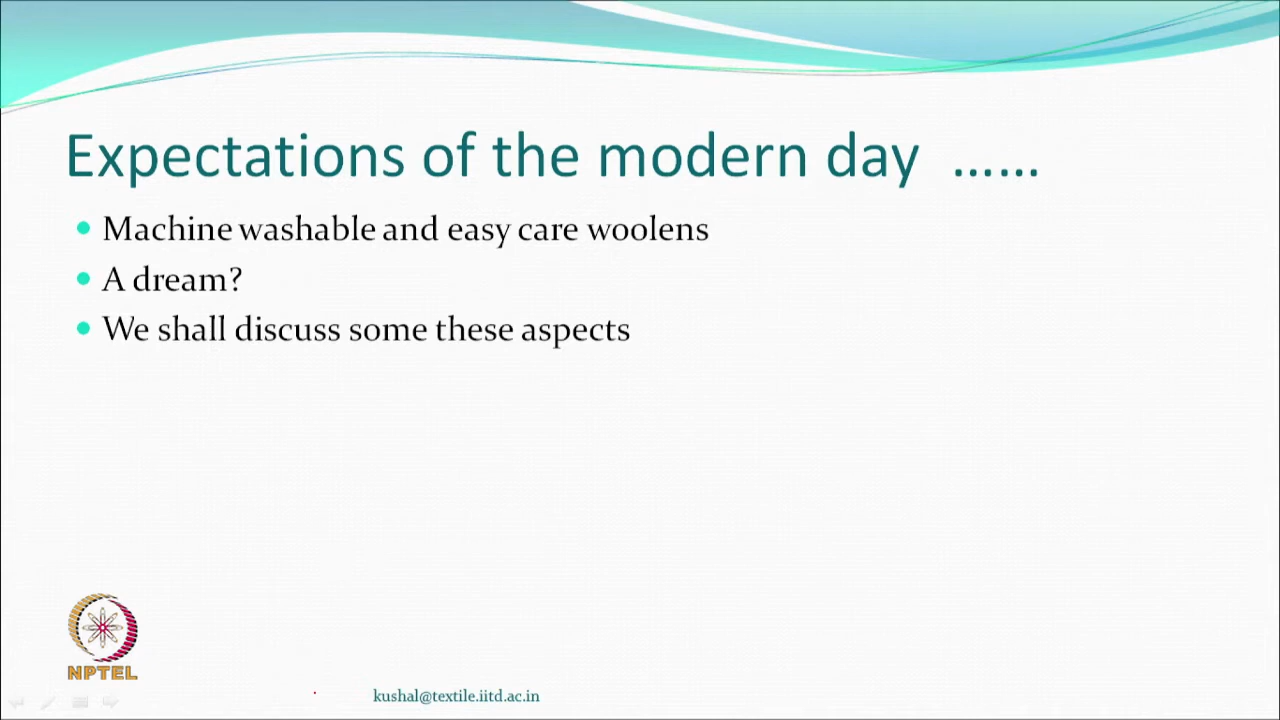 Expectations of the modern day ......
Machine washable and easy care woolens
A dream?
We shall discuss some these aspects
NPTEL
kushal@textile.iitd.ac.in